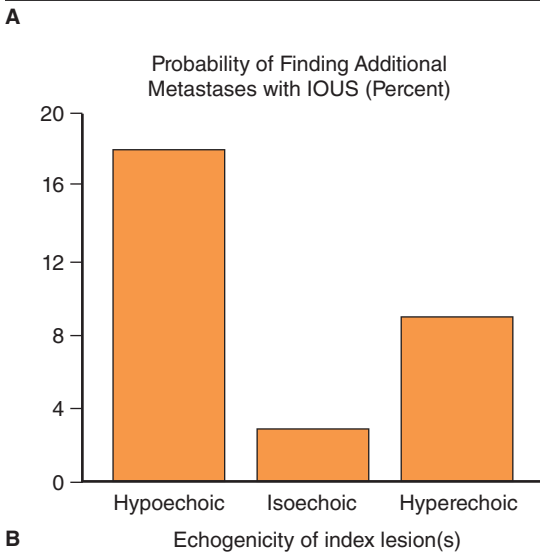 A
Probability of Finding Additional
Metastases with IOUS (Percent)
20
16
12
8
4
0
Hypoechoic Isoechoic Hyperechoic
B Echogenicity of index lesion(s)